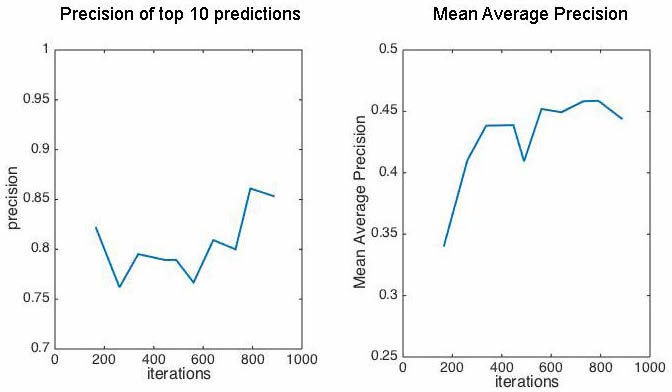 Precision of top 10 predictions
1
0.95
0.9
0.85
0.8
0.75
0.7
precision
0 200 400 600 800 1000
iterations
Mean Average Precision
0.5
0.45
0.4
0.35
0.3
0.25
Mean Average Precision
0 200 400 600 800 1000
iterations